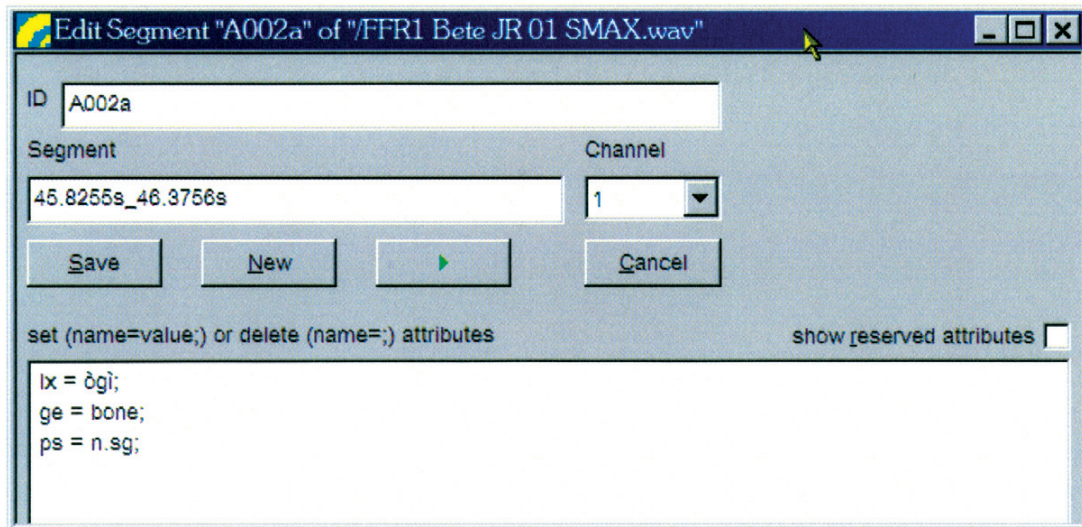 Edit Segment "A002a" of "/FFR1 Bete JR 01 SMAX.wav"
ID A002a
Segment Channel
45.8255s_46.3756s 1
Save New Cancel
set (name=value;) or delete (name=;) attributes show reserved attributes
lx = ògì;
ge = bone;
ps = n.sg;